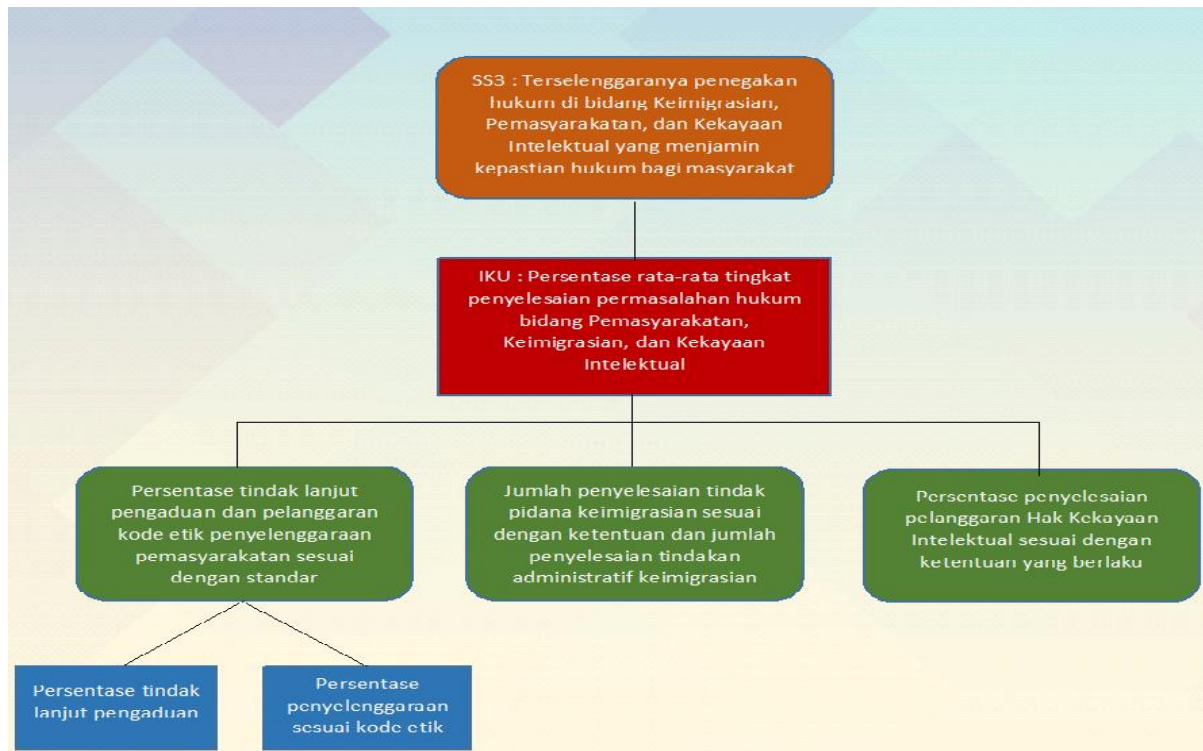 SS3 : Terselenggaranya penegakan
hukum di bidang Keimigrasian,
Pemasyarakatan, dan Kekayaan
Intelektual yang menjamin
kepastian hukum bagi masyarakat
IKU : Persentase rata-rata tingkat
penyelesaian permasalahan hukum
bidang Pemasyarakatan,
Keimigrasian, dan Kekayaan
Intelektual
Persentase tindak lanjut
pengaduan dan pelanggaran
kode etik penyelenggaraan
pemasyarakatan sesuai
dengan standar
Jumlah penyelesaian tindak
pidana keimigrasian sesuai
dengan ketentuan dan jumlah
penyelesaian tindakan
administratif keimigrasian
Persentase penyelesaian
pelanggaran Hak Kekayaan
Intelektual sesuai dengan
ketentuan yang berlaku
Persentase tindak
lanjut pengaduan
Persentase
penyelenggaraan
sesuai kode etik